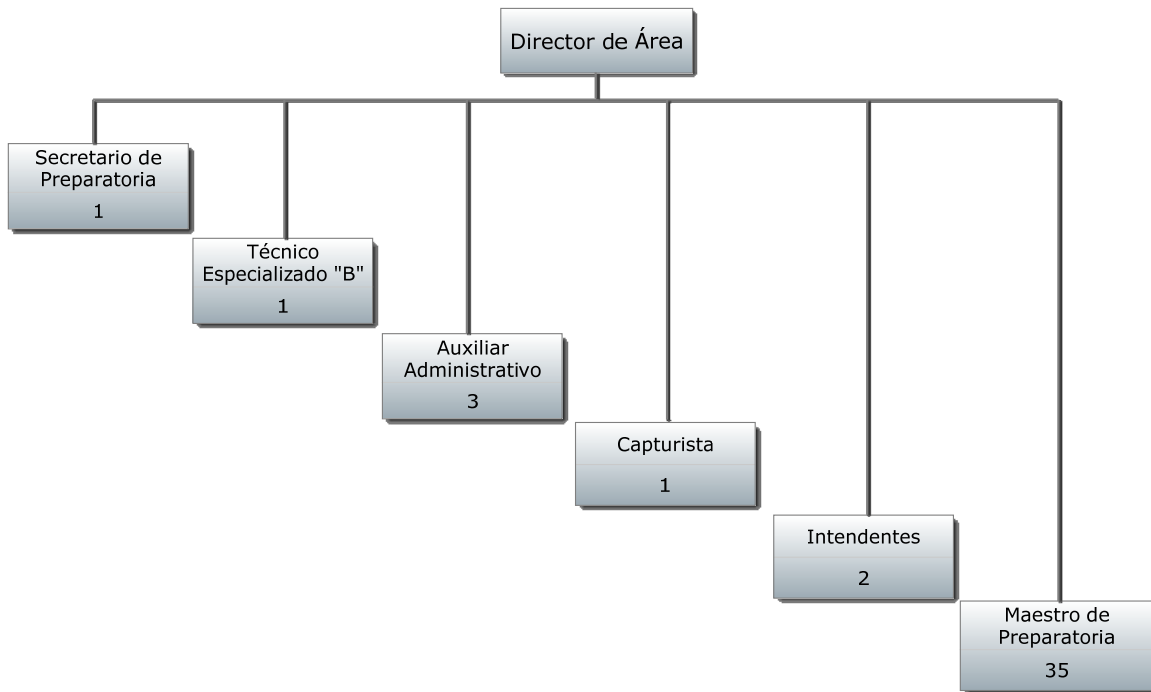 Director de Área
Secretario de
Preparatoria
1
Técnico
Especializado "B"
1
Auxiliar
Administrativo
3
Capturista
1
Intendentes
2
Maestro de
Preparatoria
35